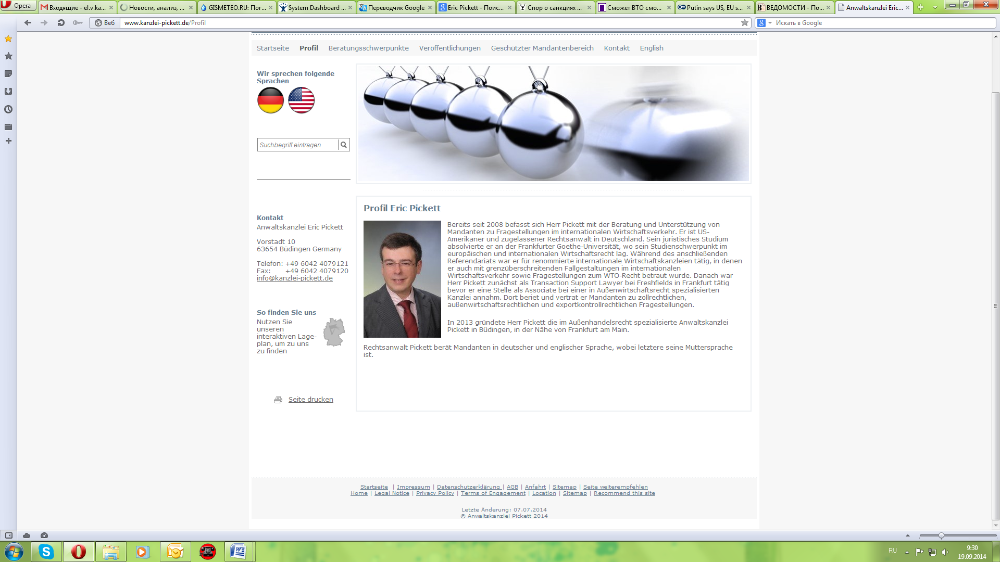 Opera
Входящие - el.v.ka...
Новости, анализ, ...
GISMETEO.RU: Пог...
System Dashboard ...
Переводчик Google
Eric Pickett - Поис...
Спор о санкциях ...
Сможет ВТО смо...
Putin says US, EU s...
ВЕДОМОСТИ - По...
Anwaltskanzlei Eric...
Веб
www.kanzlei-pickett.de/Profil
Искать в Google
Startseite Profil Beratungsschwerpunkte Veröffentlichungen Geschützter Mandantenbereich Kontakt English
Wir sprechen folgende
Sprachen
Suchbegriff eintragen
Kontakt
Anwaltskanzlei Eric Pickett
Vorstadt 10
63654 Büdingen Germany
Telefon: +49 6042 4079121
Fax: +49 6042 4079120
info@kanzlei-pickett.de
So finden Sie uns
Nutzen Sie
unseren
interaktiven Lage-
plan, um zu uns
zu finden
Seite drucken
Profil Eric Pickett
Bereits seit 2008 befasst sich Herr Pickett mit der Beratung und Unterstützung von
Mandanten zu Fragestellungen im internationalen Wirtschaftsverkehr. Er ist US-
Amerikaner und zugelassener Rechtsanwalt in Deutschland. Sein juristisches Studium
absolvierte er an der Frankfurter Goethe-Universität, wo sein Studienschwerpunkt im
europäischen und internationalen Wirtschaftsrecht lag. Während des anschließenden
Referendariats war er für renommierte internationale Wirtschaftskanzleien tätig, in denen
er auch mit grenzüberschreitenden Fallgestaltungen im internationalen
Wirtschaftsverkehr sowie Fragestellungen zum WTO-Recht betraut wurde. Danach war
Herr Pickett zunächst als Transaction Support Lawyer bei Freshfields in Frankfurt tätig
bevor er eine Stelle als Associate bei einer in Außenwirtschaftsrecht spezialisierten
Kanzlei annahm. Dort beriet und vertrat er Mandanten zu zollrechtlichen,
außenwirtschaftsrechtlichen und exportkontrollrechtlichen Fragestellungen.
In 2013 gründete Herr Pickett die im Außenhandelsrecht spezialisierte Anwaltskanzlei
Pickett in Büdingen, in der Nähe von Frankfurt am Main.
Rechtsanwalt Pickett berät Mandanten in deutscher und englischer Sprache, wobei letztere seine Muttersprache
ist.
Startseite | Impressum | Datenschutzerklärung | AGB | Anfahrt | Sitemap | Seite weiterempfehlen
Home | Legal Notice | Privacy Policy | Terms of Engagement | Location | Sitemap | Recommend this site
Letzte Änderung: 07.07.2014
© Anwaltskanzlei Pickett 2014
RU
9:30
19.09.2014